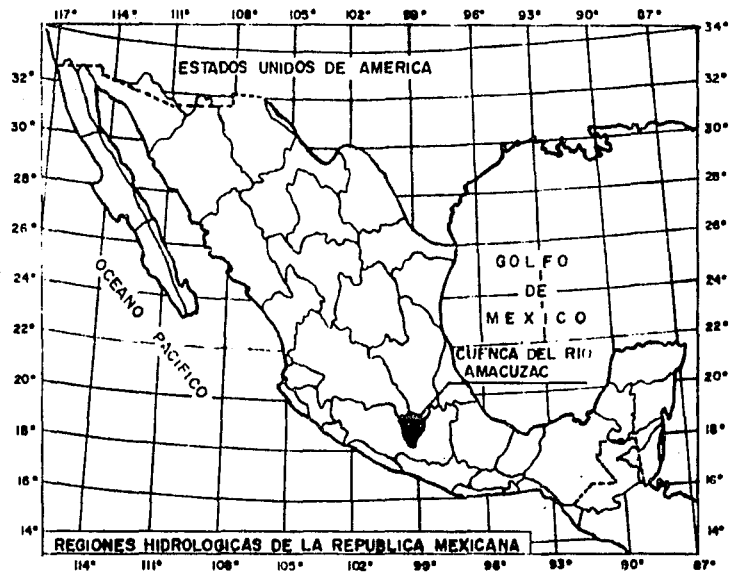 117° 114° 111° 108° 105° 102° 99° 96° 93° 90° 87°
34°
ESTADOS UNIDOS DE AMERICA
32° 32°
30° 30°
28° 28°
26° 26°
GOLFO
DE
MEXICO
24° 24°
OCEANO PACIFICO
22° 22°
CUENCA DEL RIO
AMACUZAC
20° 20°
18° 18°
16° 16°
14° 14°
REGIONES HIDROLOGICAS DE LA REPUBLICA MEXICANA
114° 111° 108° 105° 102° 99° 96° 93° 90° 87°